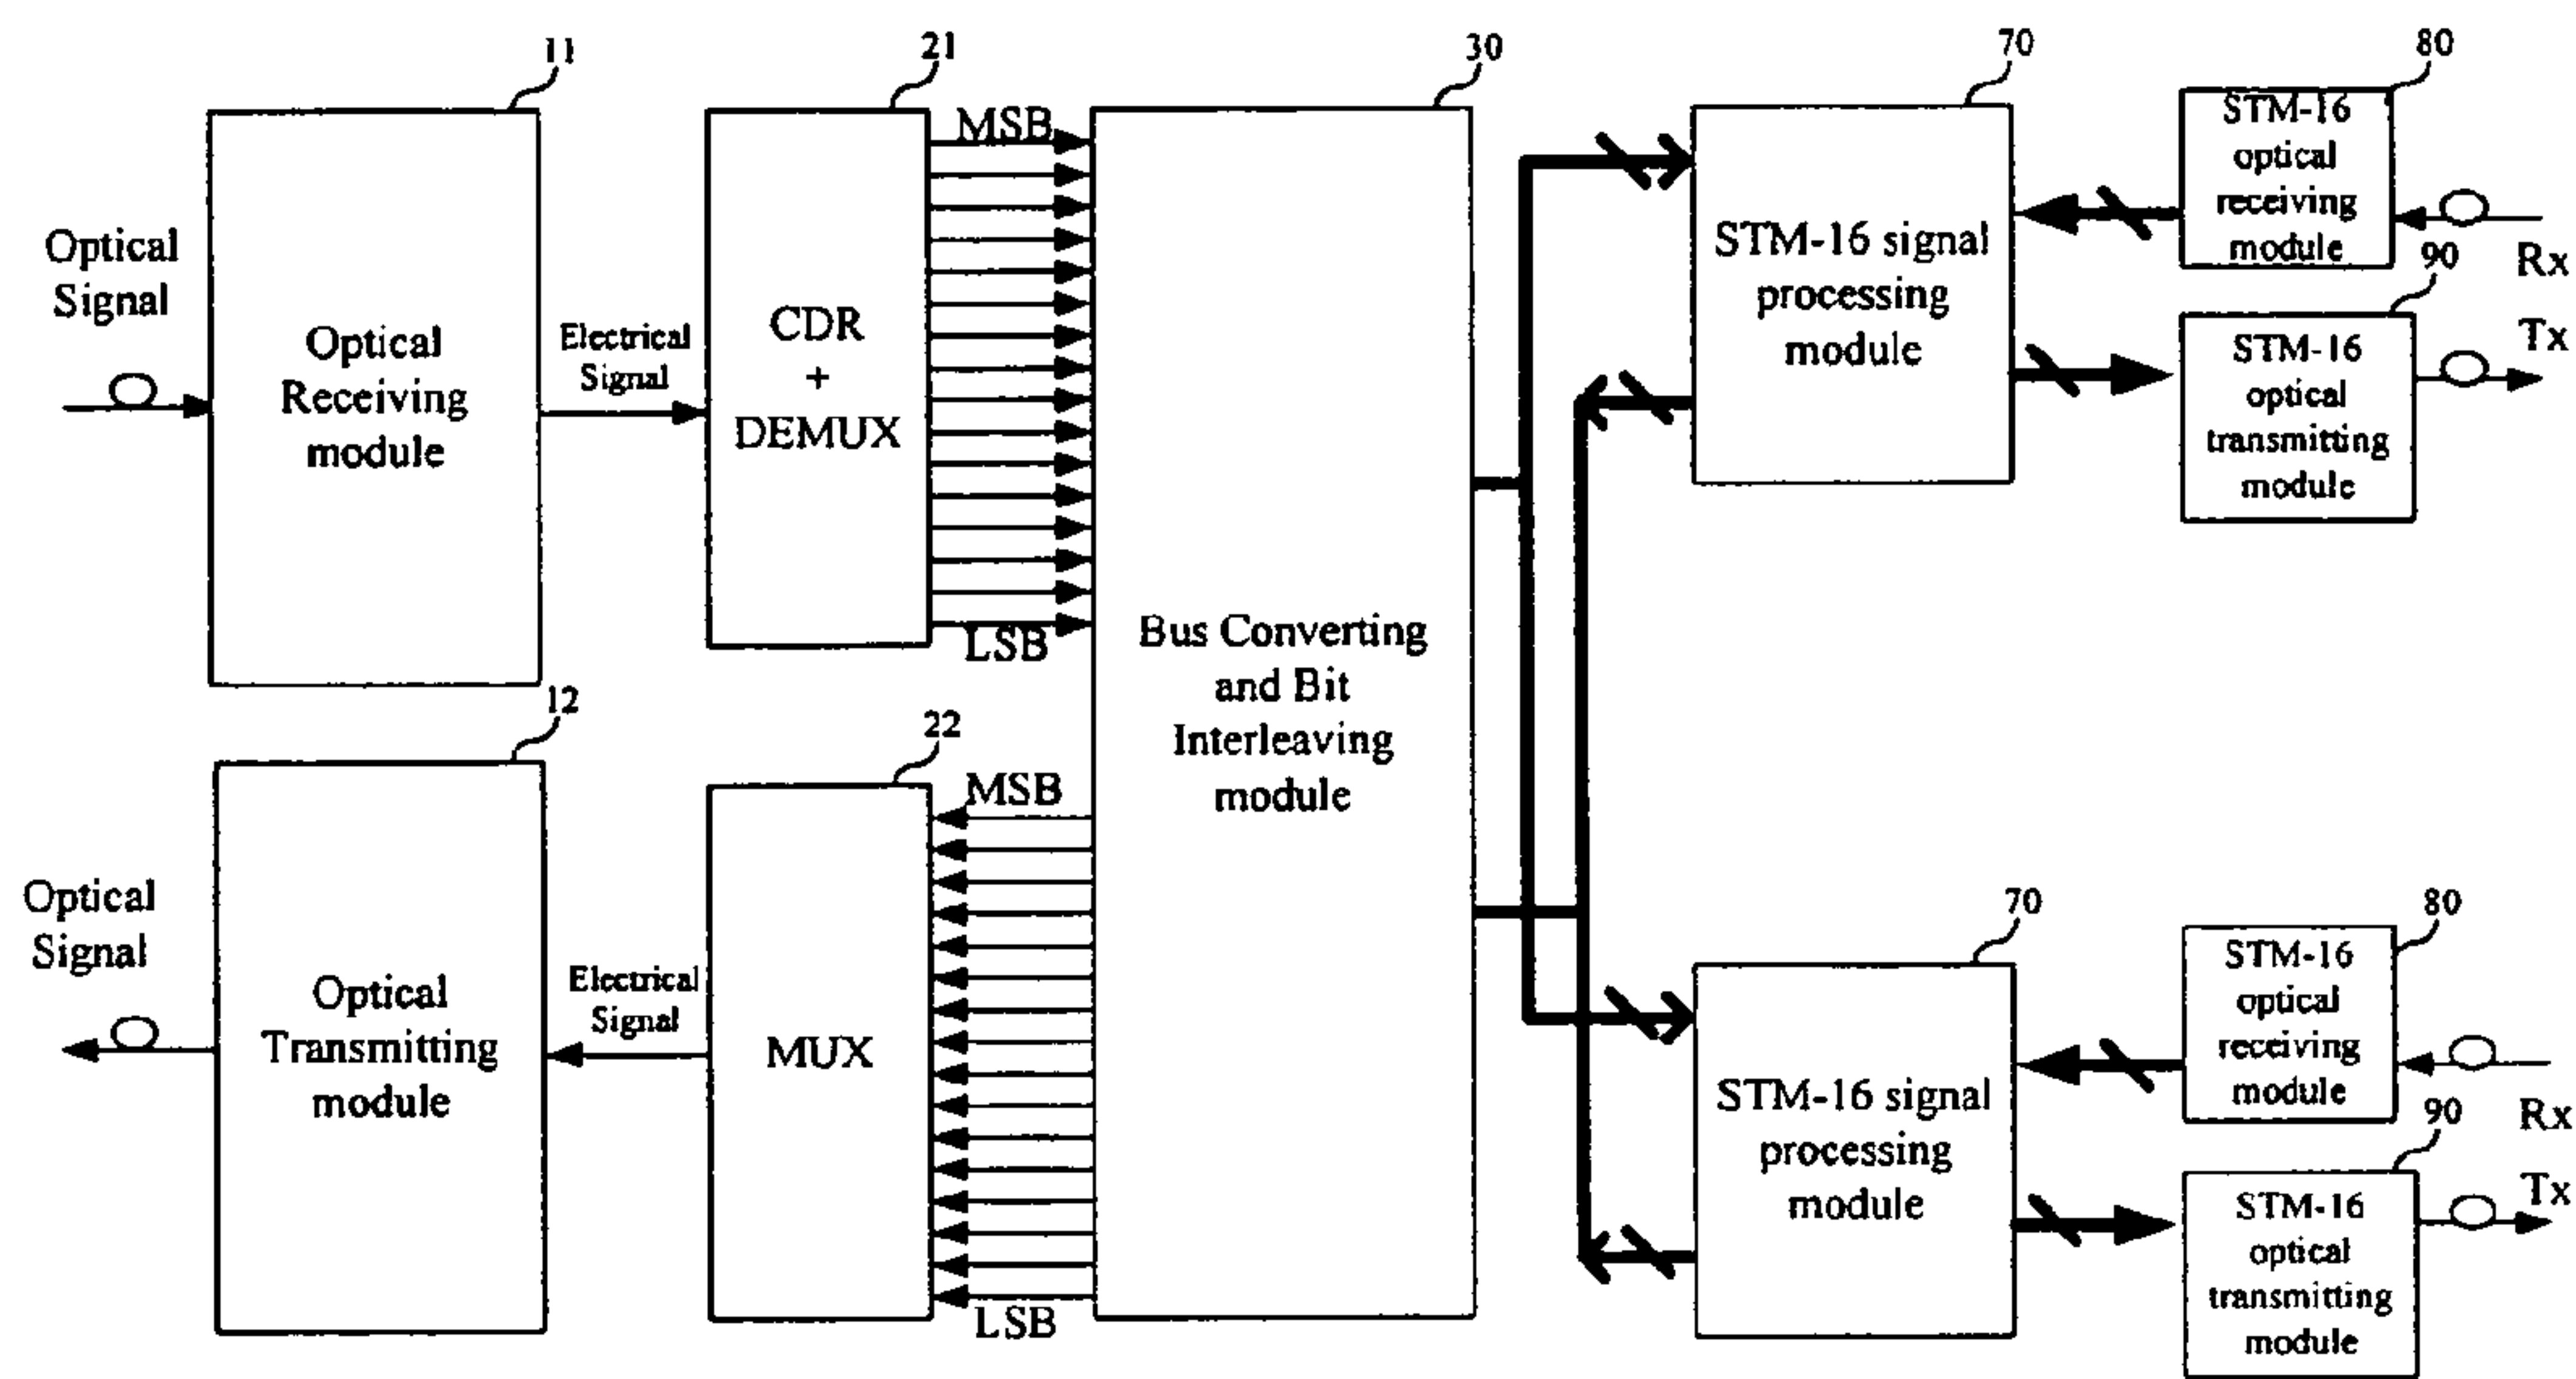 11
21
30
70
80
Optical
Signal
Optical
Receiving
module
Electrical
Signal
CDR
+
DEMUX
MSB
LSB
Bus Converting
and Bit
Interleaving
module
STM-16 signal
processing
module
STM-16
optical
receiving
module
Rx
90
STM-16
optical
transmitting
module
Tx
12
22
70
80
Optical
Signal
Optical
Transmitting
module
Electrical
Signal
MUX
MSB
LSB
STM-16 signal
processing
module
STM-16
optical
receiving
module
Rx
90
STM-16
optical
transmitting
module
Tx